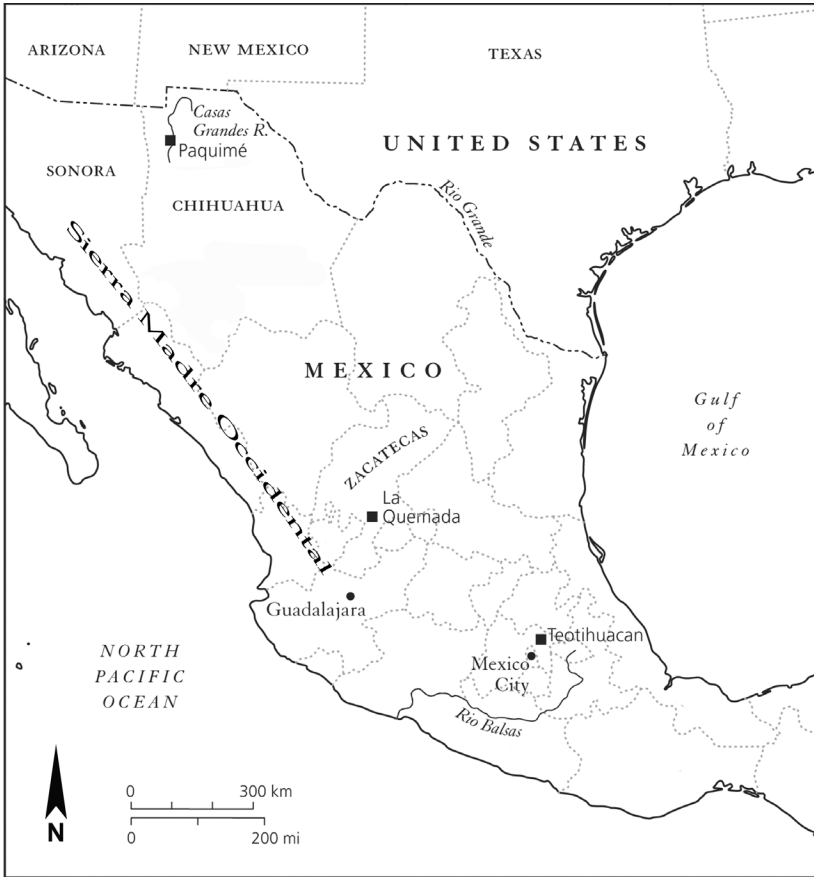 ARIZONA
NEW MEXICO
TEXAS
Casas
Grandes R.
Paquimé
UNITED STATES
SONORA
CHIHUAHUA
Rio Grande
Sierra Madre Occidental
MEXICO
Gulf
of
Mexico
ZACATECAS
La
Quemada
Guadalajara
Teotihuacan
Mexico
City
NORTH
PACIFIC
OCEAN
Rio Balsas
0 300 km
0 200 mi
N